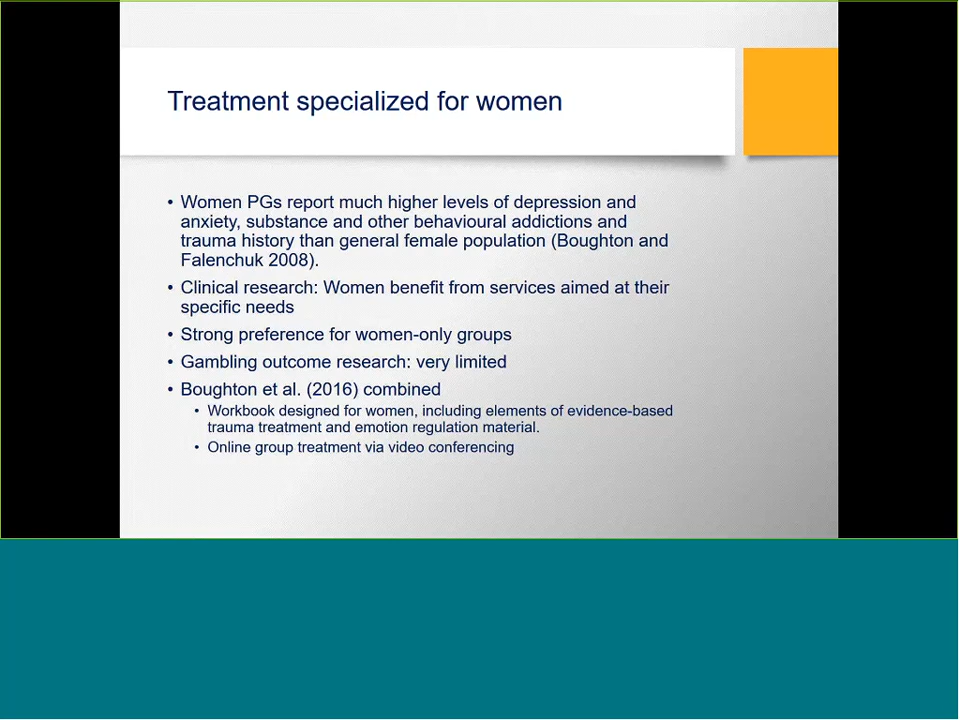 Treatment specialized for women
• Women PGs report much higher levels of depression and
anxiety, substance and other behavioural addictions and
trauma history than general female population (Boughton and
Falenchuk 2008).
• Clinical research: Women benefit from services aimed at their
specific needs
• Strong preference for women-only groups
• Gambling outcome research: very limited
• Boughton et al. (2016) combined
• Workbook designed for women, including elements of evidence-based
trauma treatment and emotion regulation material.
• Online group treatment via video conferencing